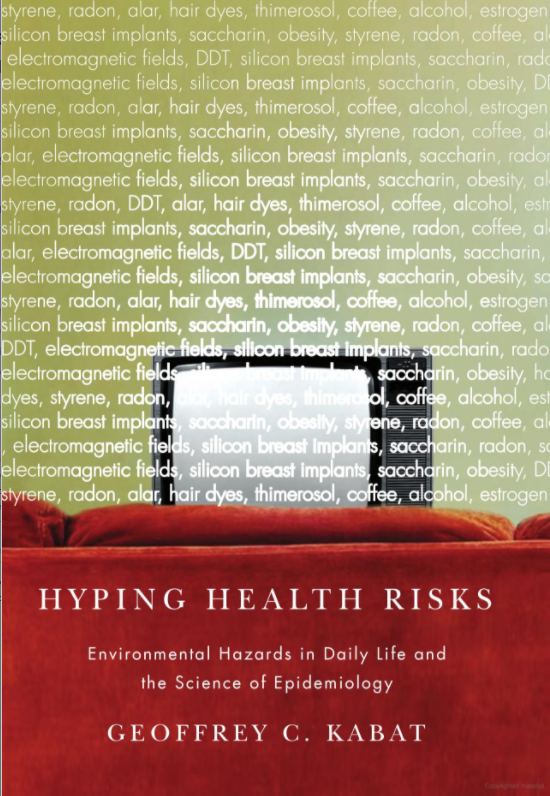 styrene, radon, alar, hair dyes, thimerosol, coffee, alcohol, estrogen
silicon breast implants, saccharin, obesity, styrene, radon, coffee, al
electromagnetic fields, DDT, silicon breast implants, saccharin, rado
electromagnetic fields, silicon breast implants, saccharin, obesity, D
styrene, radon, alar, hair dyes, thimerosol, coffee, alcohol, estrogen
silicon breast implants, saccharin, obesity, styrene, radon, coffee, al
alar, electromagnetic fields, silicon breast implants, saccharin, radon
electromagnetic fields, silicon breast implants, saccharin, obesity, al
styrene, radon, DDT, alar, hair dyes, thimerosol, coffee, alcohol, estr
silicon breast implants, saccharin, obesity, styrene, radon, coffee, al
alar, electromagnetic fields, DDT, silicon breast implants, saccharin,
electromagnetic fields, silicon breast implants, saccharin, obesity, sa
styrene, radon, alar, hair dyes, thimerosol, coffee, alcohol, estrogen
silicon breast implants, saccharin, obesity, styrene, radon, coffee, al
DDT, electromagnetic fields, silicon breast implants, saccharin, rado
electromagnetic fields, silicon breast implants, saccharin, obesity, ha
dyes, styrene, radon, alar, hair dyes, thimerosol, coffee, alcohol, est
silicon breast implants, saccharin, obesity, styrene, radon, coffee, al
, electromagnetic fields, silicon breast implants, saccharin, radon, sa
electromagnetic fields, silicon breast implants, saccharin, obesity, DD
styrene, radon, alar, hair dyes, thimerosol, coffee, alcohol, estrogen
HYPING HEALTH RISKS
Environmental Hazards in Daily Life and
the Science of Epidemiology
GEOFFREY C. KABAT